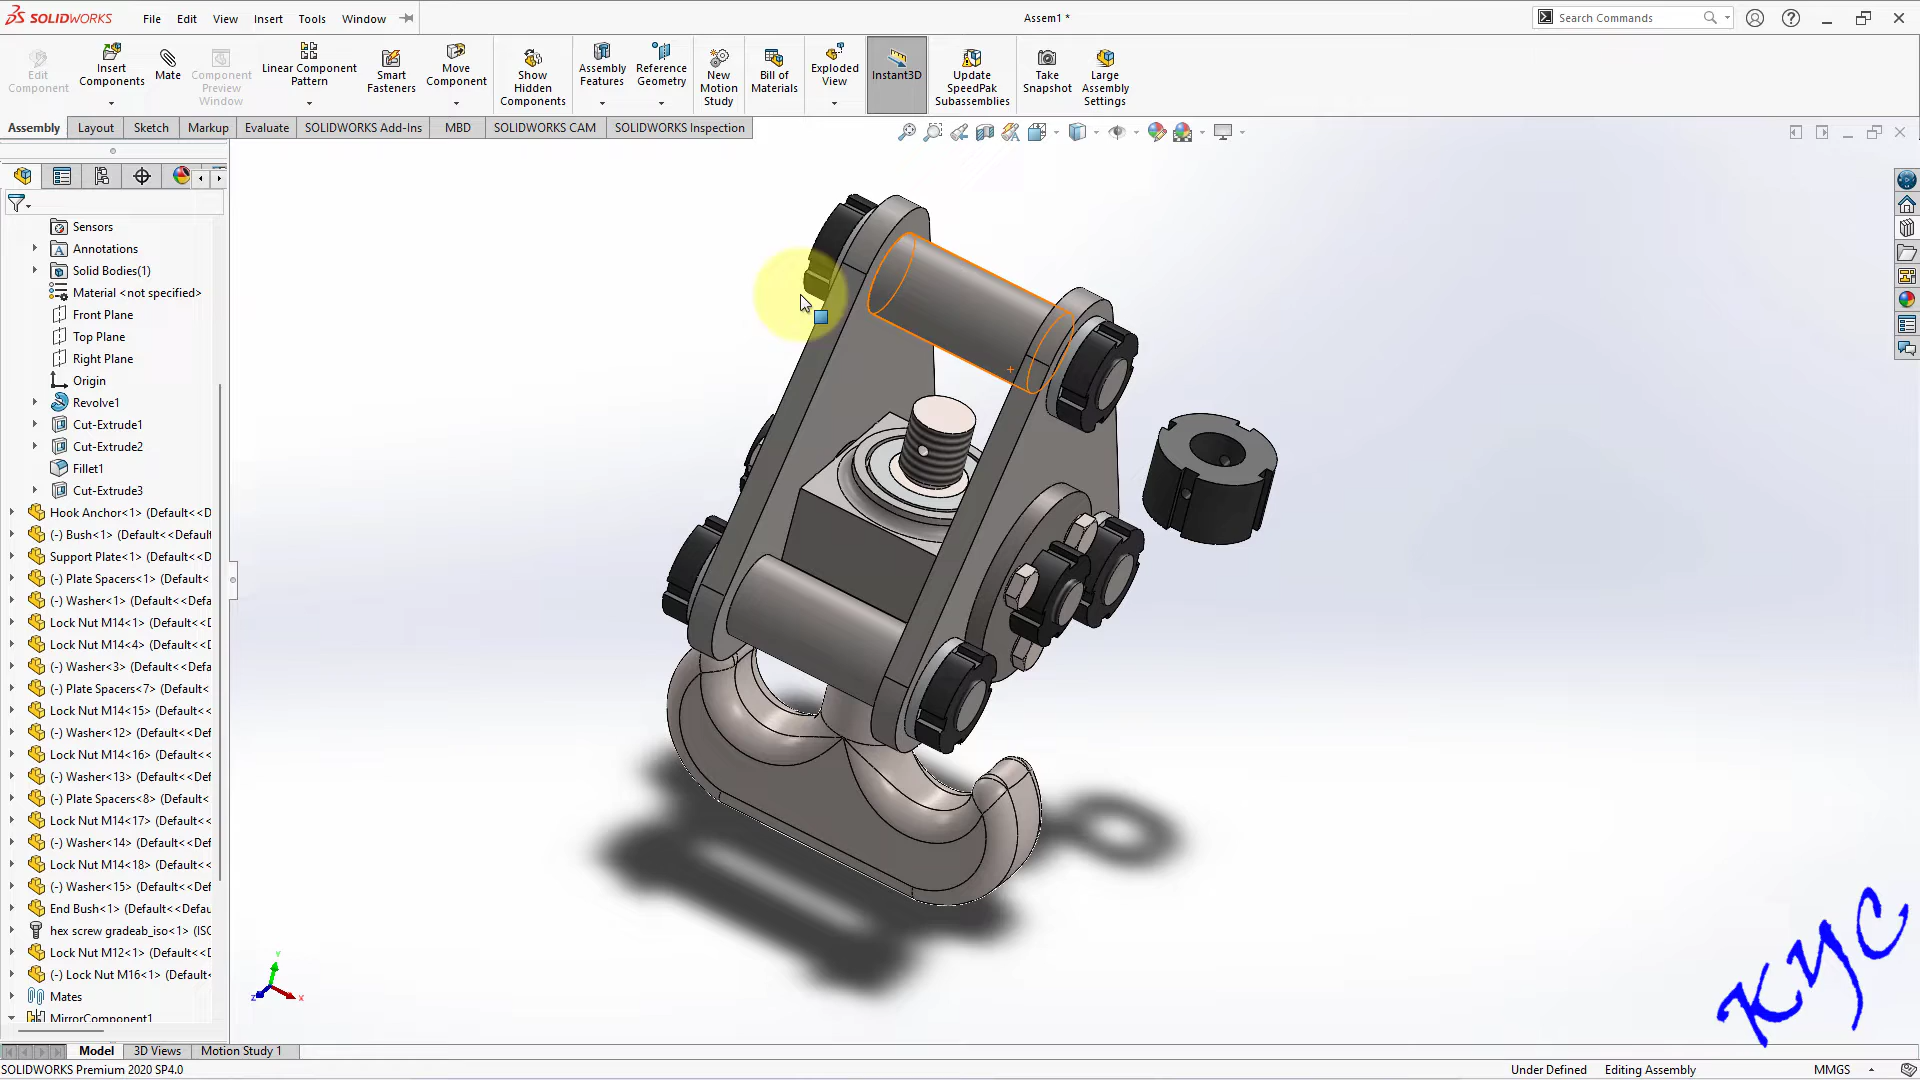 SOLIDWORKS
File Edit View Insert Tools Window
Assem1 *
Search Commands
Edit Component
Insert Components
Mate
Component Preview Window
Linear Component Pattern
Smart Fasteners
Move Component
Show Hidden Components
Assembly Features
Reference Geometry
New Motion Study
Bill of Materials
Exploded View
Instant3D
Update SpeedPak Subassemblies
Take Snapshot
Large Assembly Settings
Assembly Layout Sketch Markup Evaluate SOLIDWORKS Add-Ins MBD SOLIDWORKS CAM SOLIDWORKS Inspection
Sensors
Annotations
Solid Bodies(1)
Material <not specified>
Front Plane
Top Plane
Right Plane
Origin
Revolve1
Cut-Extrude1
Cut-Extrude2
Fillet1
Cut-Extrude3
Hook Anchor<1> (Default<<D
(-) Bush<1> (Default<<Default
Support Plate<1> (Default<<D
(-) Plate Spacers<1> (Default<
(-) Washer<1> (Default<<Defa
Lock Nut M14<1> (Default<<D
Lock Nut M14<4> (Default<<D
(-) Washer<3> (Default<<Defa
(-) Plate Spacers<7> (Default<
Lock Nut M14<15> (Default<<
(-) Washer<12> (Default<<Def
Lock Nut M14<16> (Default<<
(-) Washer<13> (Default<<Def
(-) Plate Spacers<8> (Default<
Lock Nut M14<17> (Default<<
(-) Washer<14> (Default<<Def
Lock Nut M14<18> (Default<<
(-) Washer<15> (Default<<Def
End Bush<1> (Default<<Defau
hex screw gradeab_iso<1> (ISO
Lock Nut M12<1> (Default<<D
(-) Lock Nut M16<1> (Default<
Mates
MirrorComponent1
Y
Z
X
KYC
Model 3D Views Motion Study 1
SOLIDWORKS Premium 2020 SP4.0
Under Defined Editing Assembly MMGS